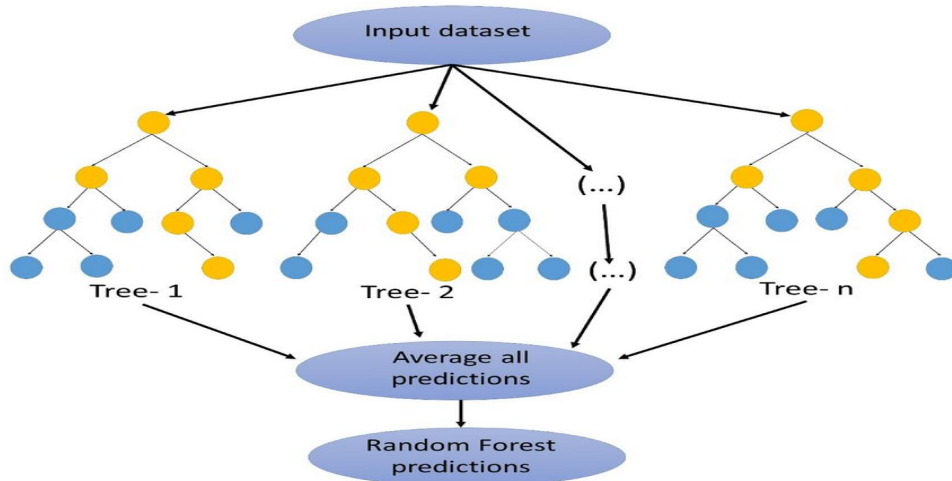 Input dataset
(...)
(...)
Tree- 1
Tree- 2
Tree- n
Average all
predictions
Random Forest
predictions